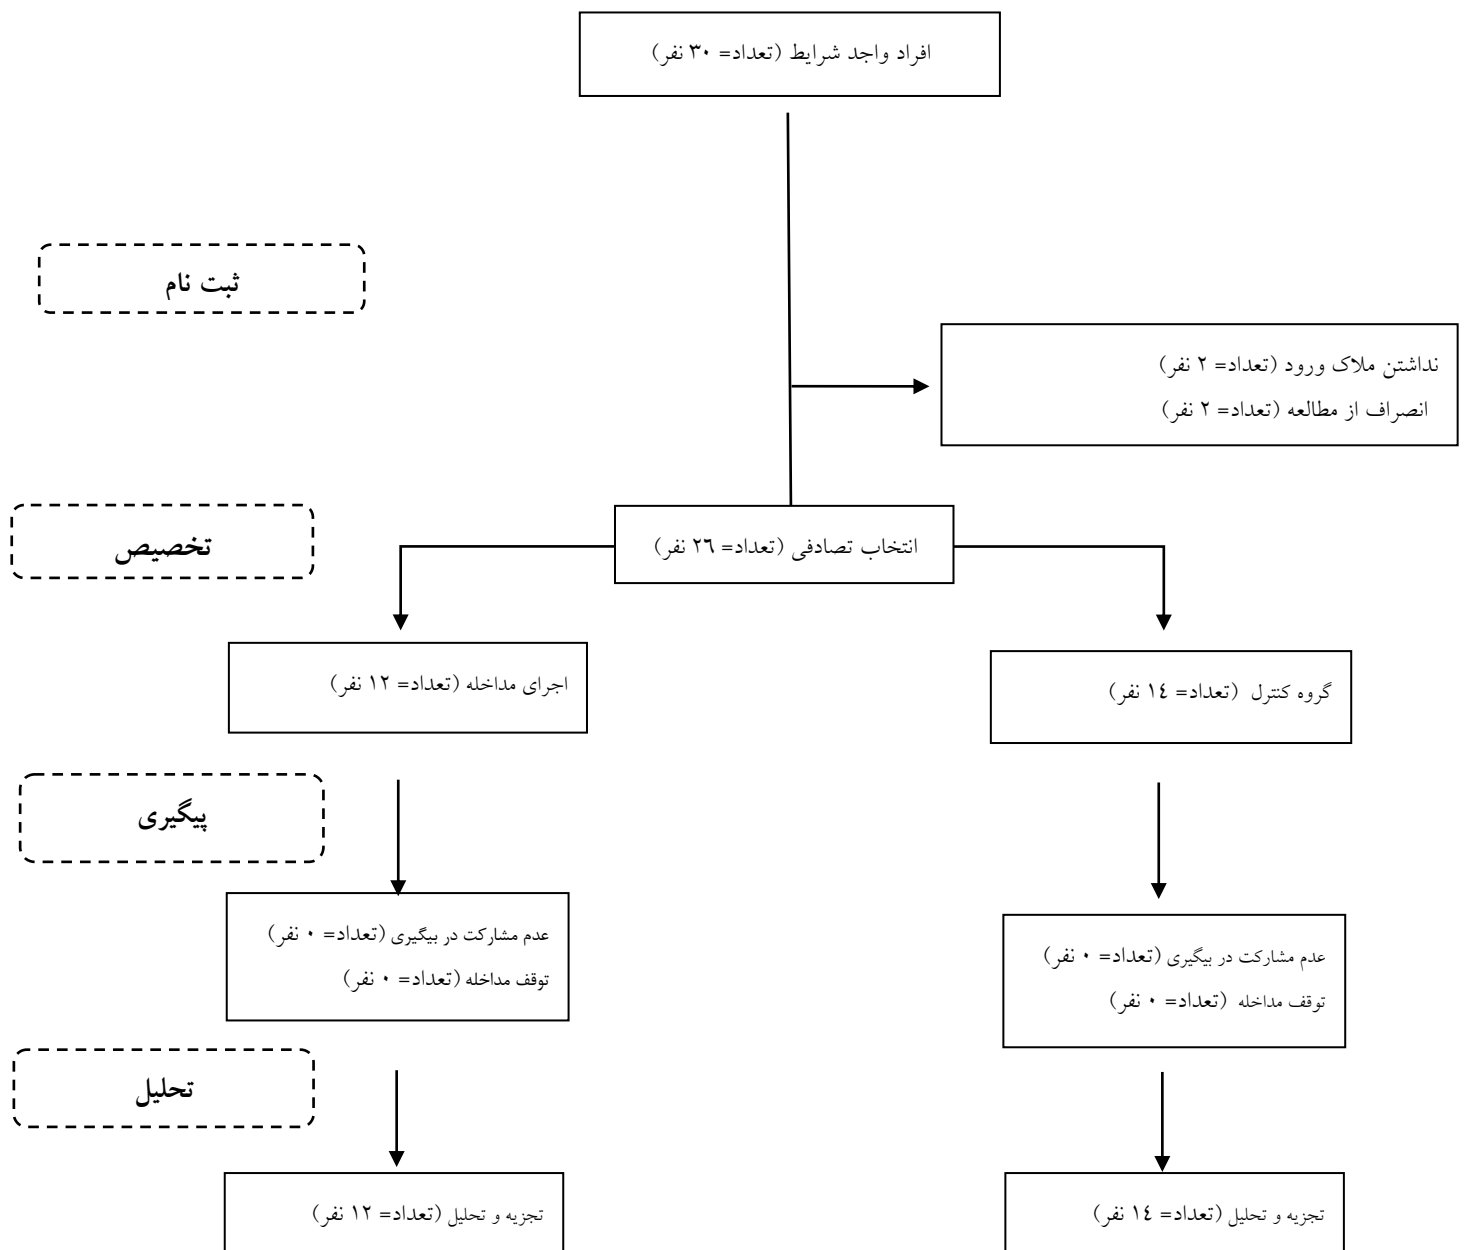 افراد واجد شرایط (تعداد= ۳۰ نفر)
ثبت نام
نداشتن ملاک ورود (تعداد= ۲ نفر)
انصراف از مطالعه (تعداد= ۲ نفر)
تخصیص
انتخاب تصادفی (تعداد= ۲٦ نفر)
گروه کنترل (تعداد= ۱٤ نفر)
اجرای مداخله (تعداد= ۱۲ نفر)
پیگیری
عدم مشارکت در بیگیری (تعداد= ۰ نفر)
توقف مداخله (تعداد= ۰ نفر)
عدم مشارکت در بیگیری (تعداد= ۰ نفر)
توقف مداخله (تعداد= ۰ نفر)
تحلیل
تجزیه و تحلیل (تعداد= ۱٤ نفر)
تجزیه و تحلیل (تعداد= ۱۲ نفر)